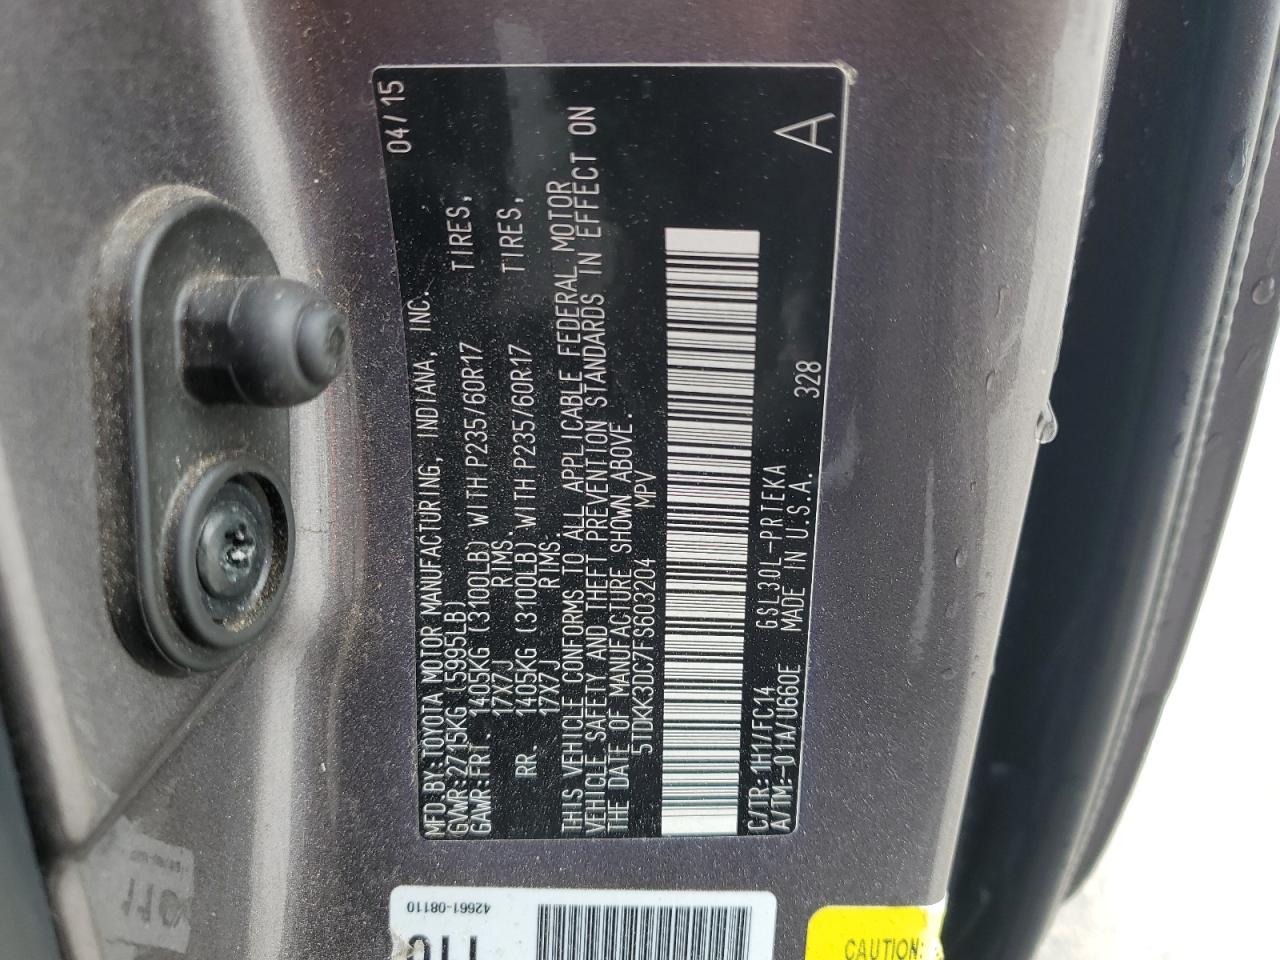 MFD.BY:TOYOTA MOTOR MANUFACTURING, INDIANA, INC. 04/15
GVWR:2715KG (5995LB)
GAWR:FRT. 1405KG (3100LB) WITH P235/60R17 TIRES,
17X7J RIMS.
RR. 1405KG (3100LB) WITH P235/60R17 TIRES,
17X7J RIMS.
THIS VEHICLE CONFORMS TO ALL APPLICABLE FEDERAL MOTOR
VEHICLE SAFETY AND THEFT PREVENTION STANDARDS IN EFFECT ON
THE DATE OF MANUFACTURE SHOWN ABOVE.
5TDKK3DC7FS603204 MPV
C/TR:1H1/FC14 GSL30L-PRTEKA
A/TM:-01A/U660E MADE IN U.S.A. 328
A
42661-08110
CAUTION: